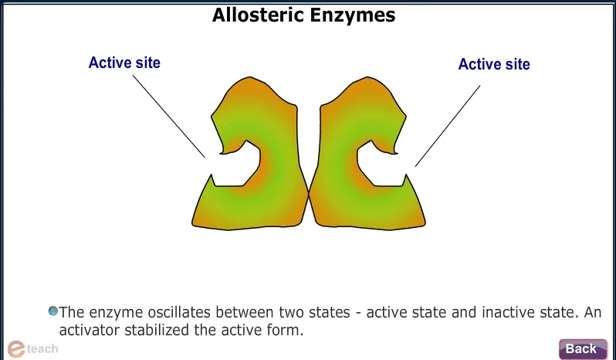 Allosteric Enzymes
Active site
Active site
The enzyme oscillates between two states - active state and inactive state. An
activator stabilized the active form.
e teach
Back